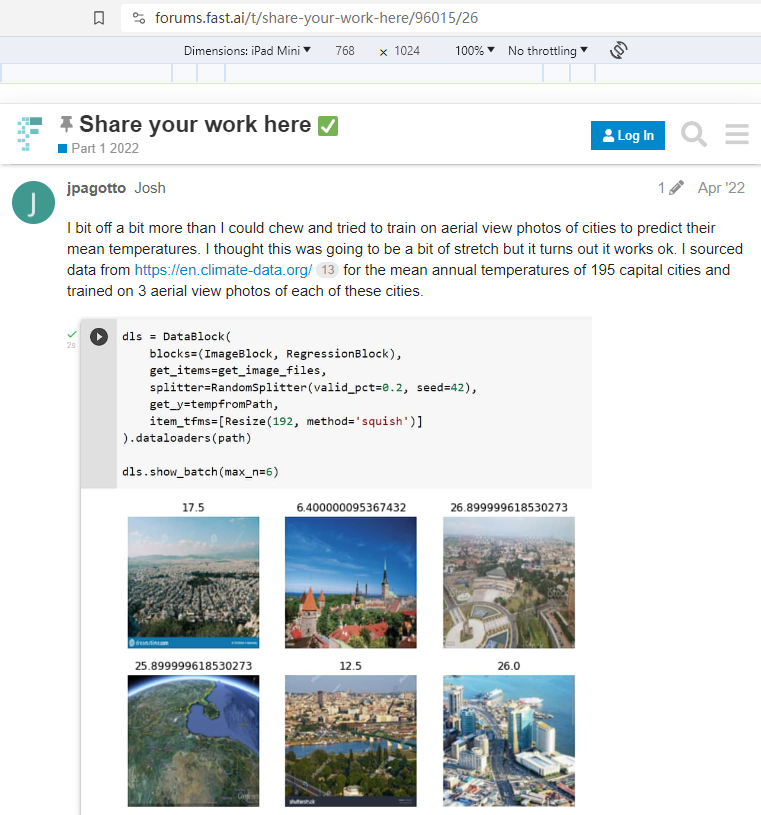 forums.fast.ai/t/share-your-work-here/96015/26
Dimensions: iPad Mini 768 × 1024 100% No throttling
Share your work here
Log In
Part 1 2022
J
jpagotto Josh 1 Apr '22
I bit off a bit more than I could chew and tried to train on aerial view photos of cities to predict their
mean temperatures. I thought this was going to be a bit of stretch but it turns out it works ok. I sourced
data from https://en.climate-data.org/ 13 for the mean annual temperatures of 195 capital cities and
trained on 3 aerial view photos of each of these cities.
2s
dls = DataBlock(
    blocks=(ImageBlock, RegressionBlock),
    get_items=get_image_files,
    splitter=RandomSplitter(valid_pct=0.2, seed=42),
    get_y=tempfromPath,
    item_tfms=[Resize(192, method='squish')]
).dataloaders(path)
dls.show_batch(max_n=6)
17.5 6.400000095367432 26.899999618530273
dreamstime.com
25.899999618530273 12.5 26.0
shutterstock